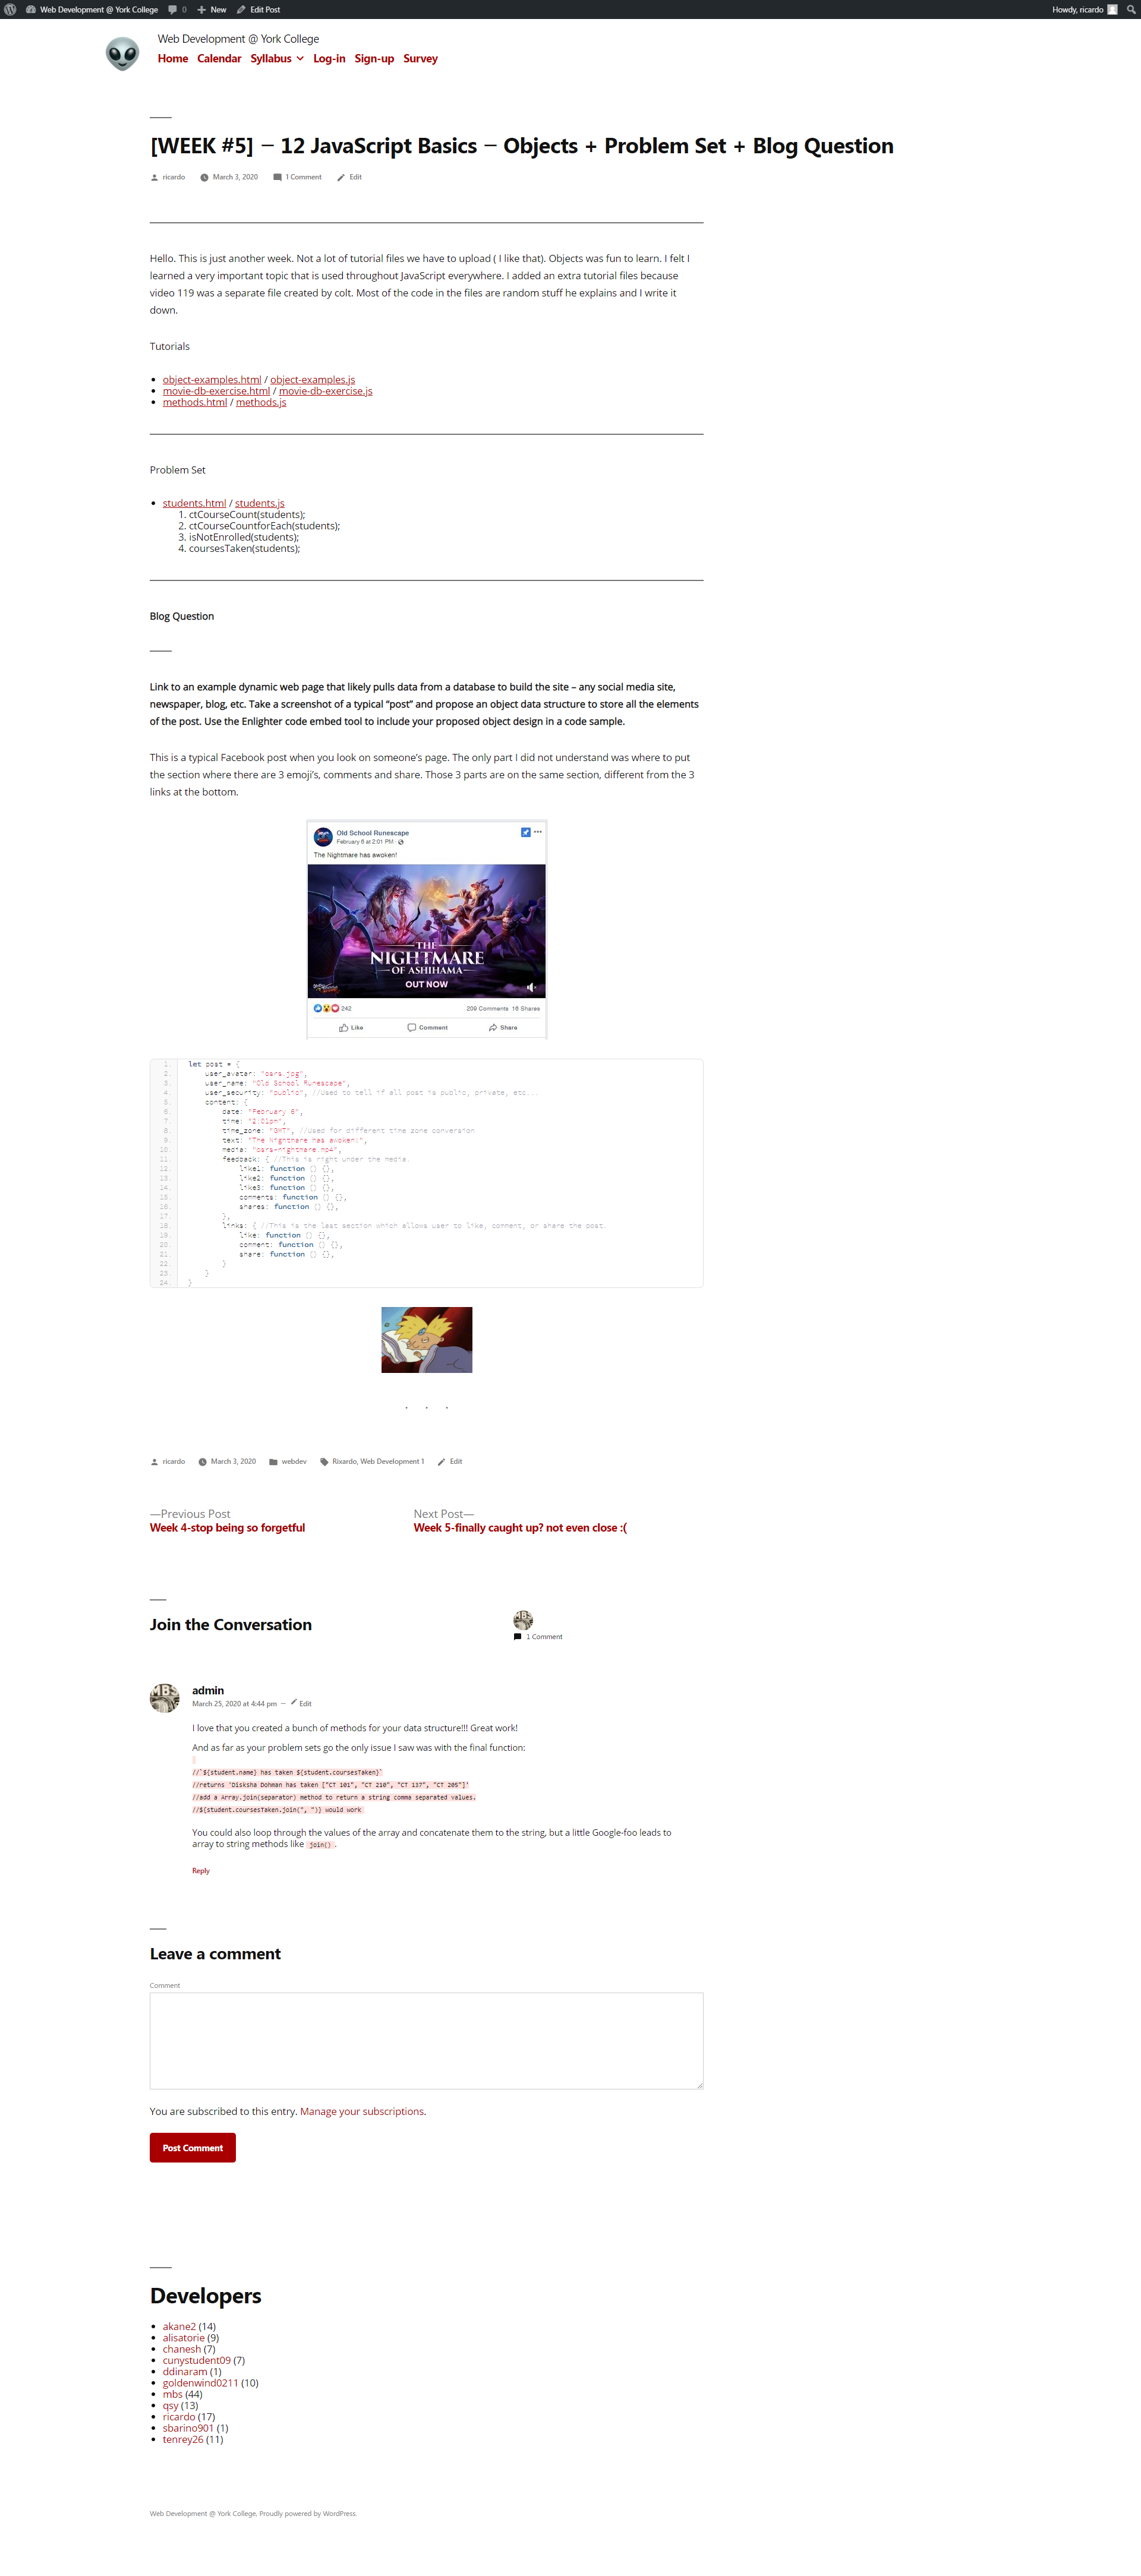 Web Development @ York College 0 New Edit Post Howdy, ricardo
Web Development @ York College
Home Calendar Syllabus Log-in Sign-up Survey
[WEEK #5] – 12 JavaScript Basics – Objects + Problem Set + Blog Question
ricardo March 3, 2020 1 Comment Edit
Hello. This is just another week. Not a lot of tutorial files we have to upload ( I like that). Objects was fun to learn. I felt I
learned a very important topic that is used throughout JavaScript everywhere. I added an extra tutorial files because
video 119 was a separate file created by colt. Most of the code in the files are random stuff he explains and I write it
down.
Tutorials
object-examples.html / object-examples.js
movie-db-exercise.html / movie-db-exercise.js
methods.html / methods.js
Problem Set
students.html / students.js
1. ctCourseCount(students);
2. ctCourseCountforEach(students);
3. isNotEnrolled(students);
4. coursesTaken(students);
Blog Question
Link to an example dynamic web page that likely pulls data from a database to build the site – any social media site,
newspaper, blog, etc. Take a screenshot of a typical “post” and propose an object data structure to store all the elements
of the post. Use the Enlighter code embed tool to include your proposed object design in a code sample.
This is a typical Facebook post when you look on someone’s page. The only part I did not understand was where to put
the section where there are 3 emoji’s, comments and share. Those 3 parts are on the same section, different from the 3
links at the bottom.
Old School Runescape
February 6 at 2:01 PM ·
The Nightmare has awoken!
THE
NIGHTMARE
OF ASHIHAMA
OUT NOW
242 209 Comments 16 Shares
Like Comment Share
1. let post = {
2. user_avatar: "osrs.jpg",
3. user_name: "Old School Runescape",
4. user_security: "public", //Used to tell if all post is public, private, etc...
5. content: {
6. date: "February 6",
7. time: "2:01pm",
8. time_zone: "GMT", //Used for different time zone conversion
9. text: "The Nightmare has awoken!",
10. media: "osrs-nightmare.mp4",
11. feedback: { //This is right under the media.
12. like1: function () {},
13. like2: function () {},
14. like3: function () {},
15. comments: function () {},
16. shares: function () {},
17. },
18. links: { //This is the last section which allows user to like, comment, or share the post.
19. like: function () {},
20. comment: function () {},
21. share: function () {},
22. }
23. }
24. }
ricardo March 3, 2020 webdev Rixardo, Web Development 1 Edit
—Previous Post Next Post—
Week 4-stop being so forgetful Week 5-finally caught up? not even close :(
Join the Conversation
1 Comment
admin
March 25, 2020 at 4:44 pm – Edit
I love that you created a bunch of methods for your data structure!!! Great work!
And as far as your problem sets go the only issue I saw was with the final function:
//`${student.name} has taken ${student.coursesTaken}`
//returns 'Disksha Dohman has taken ["CT 101", "CT 210", "CT 137", "CT 205"]'
//add a Array.join(separator) method to return a string comma separated values.
//${student.coursesTaken.join(", ")} would work
You could also loop through the values of the array and concatenate them to the string, but a little Google-foo leads to
array to string methods like join().
Reply
Leave a comment
Comment
You are subscribed to this entry. Manage your subscriptions.
Post Comment
Developers
akane2 (14)
alisatorie (9)
chanesh (7)
cunystudent09 (7)
ddinaram (1)
goldenwind0211 (10)
mbs (44)
qsy (13)
ricardo (17)
sbarino901 (1)
tenrey26 (11)
Web Development @ York College, Proudly powered by WordPress.